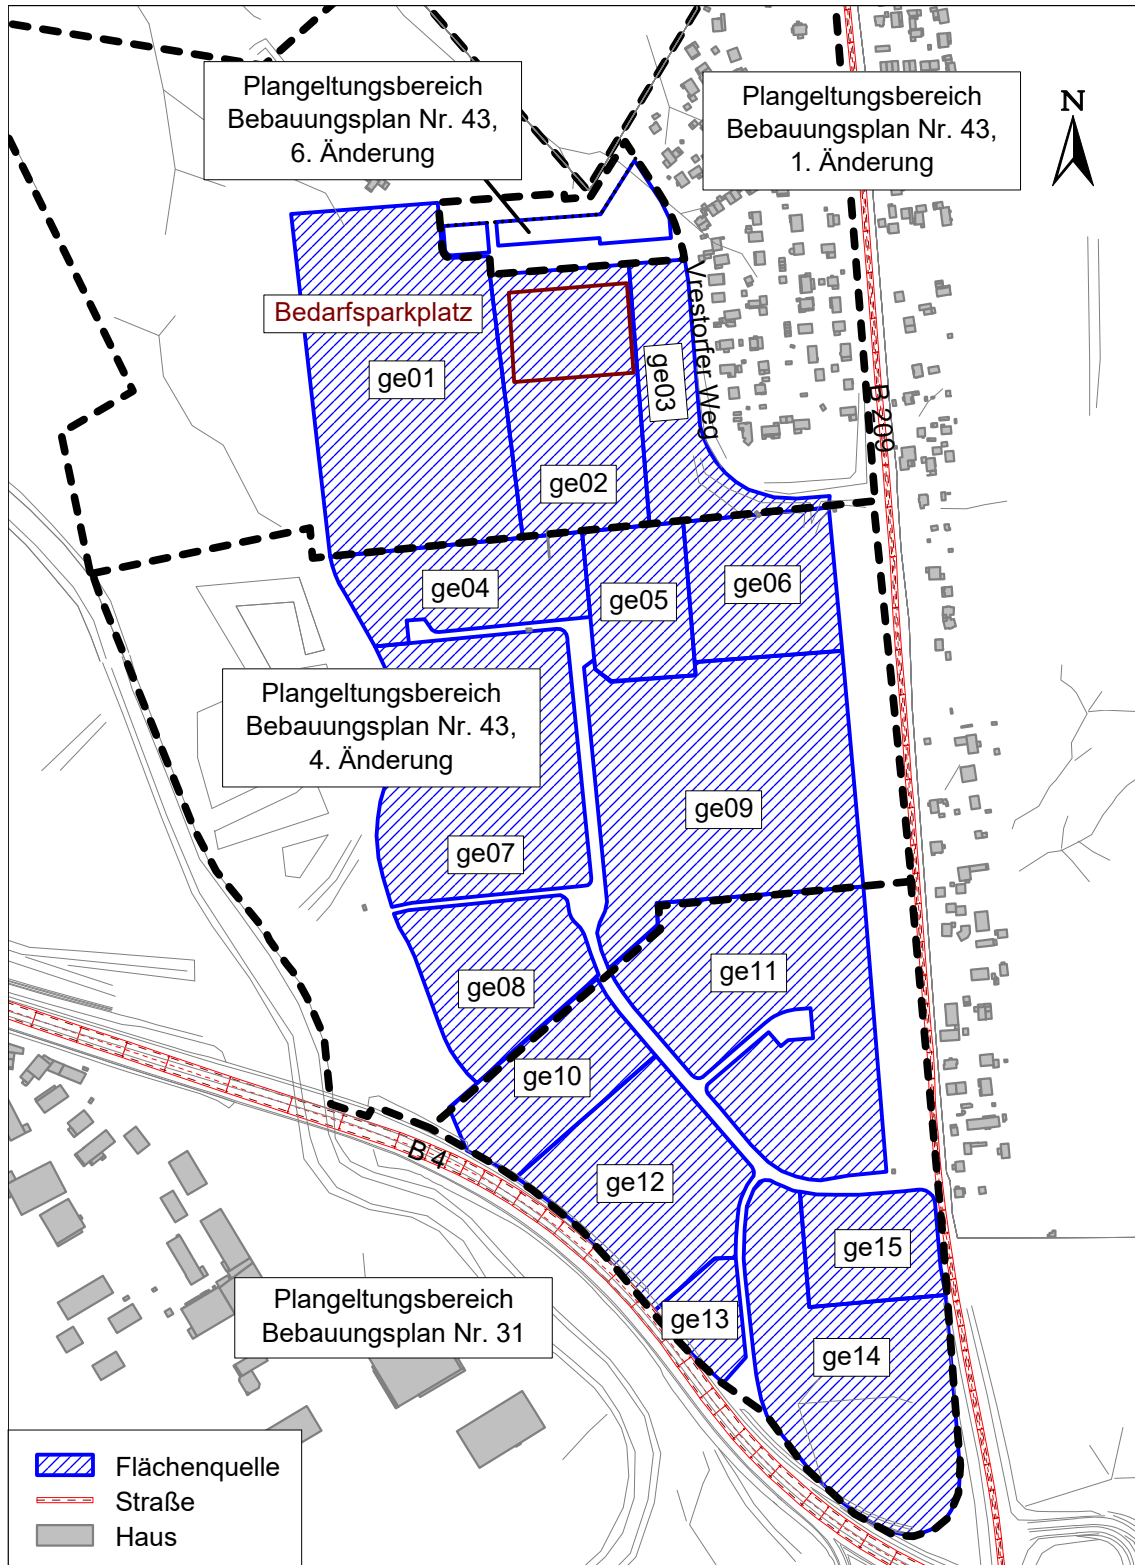 Plangeltungsbereich
Bebauungsplan Nr. 43,
6. Änderung
Plangeltungsbereich
Bebauungsplan Nr. 43,
1. Änderung
N
Vrestorfer Weg
Bedarfsparkplatz
ge01
ge03
B 209
ge02
ge04
ge05
ge06
Plangeltungsbereich
Bebauungsplan Nr. 43,
4. Änderung
ge09
ge07
ge08
ge11
ge10
B 4
ge12
ge15
Plangeltungsbereich
Bebauungsplan Nr. 31
ge13
ge14
Flächenquelle
Straße
Haus